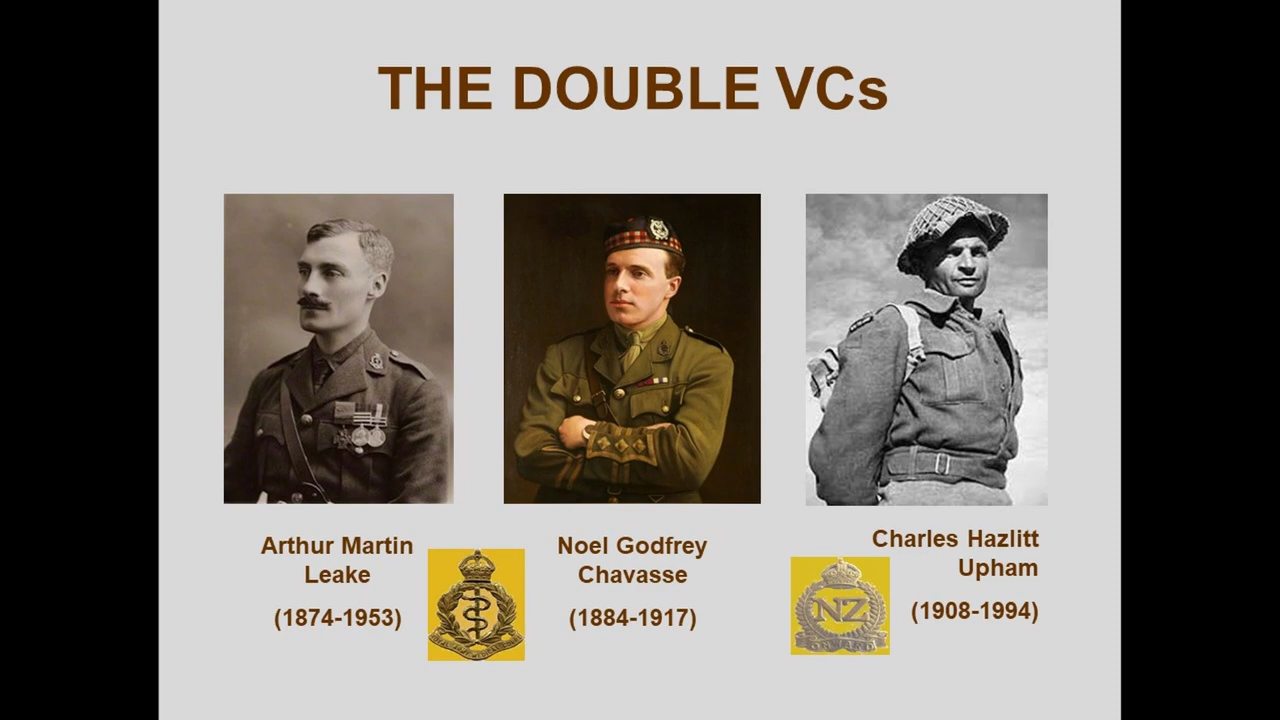 THE DOUBLE VCs
Arthur Martin
Leake
(1874-1953)
Noel Godfrey
Chavasse
(1884-1917)
Charles Hazlitt
Upham
(1908-1994)
NZ
ONWARD